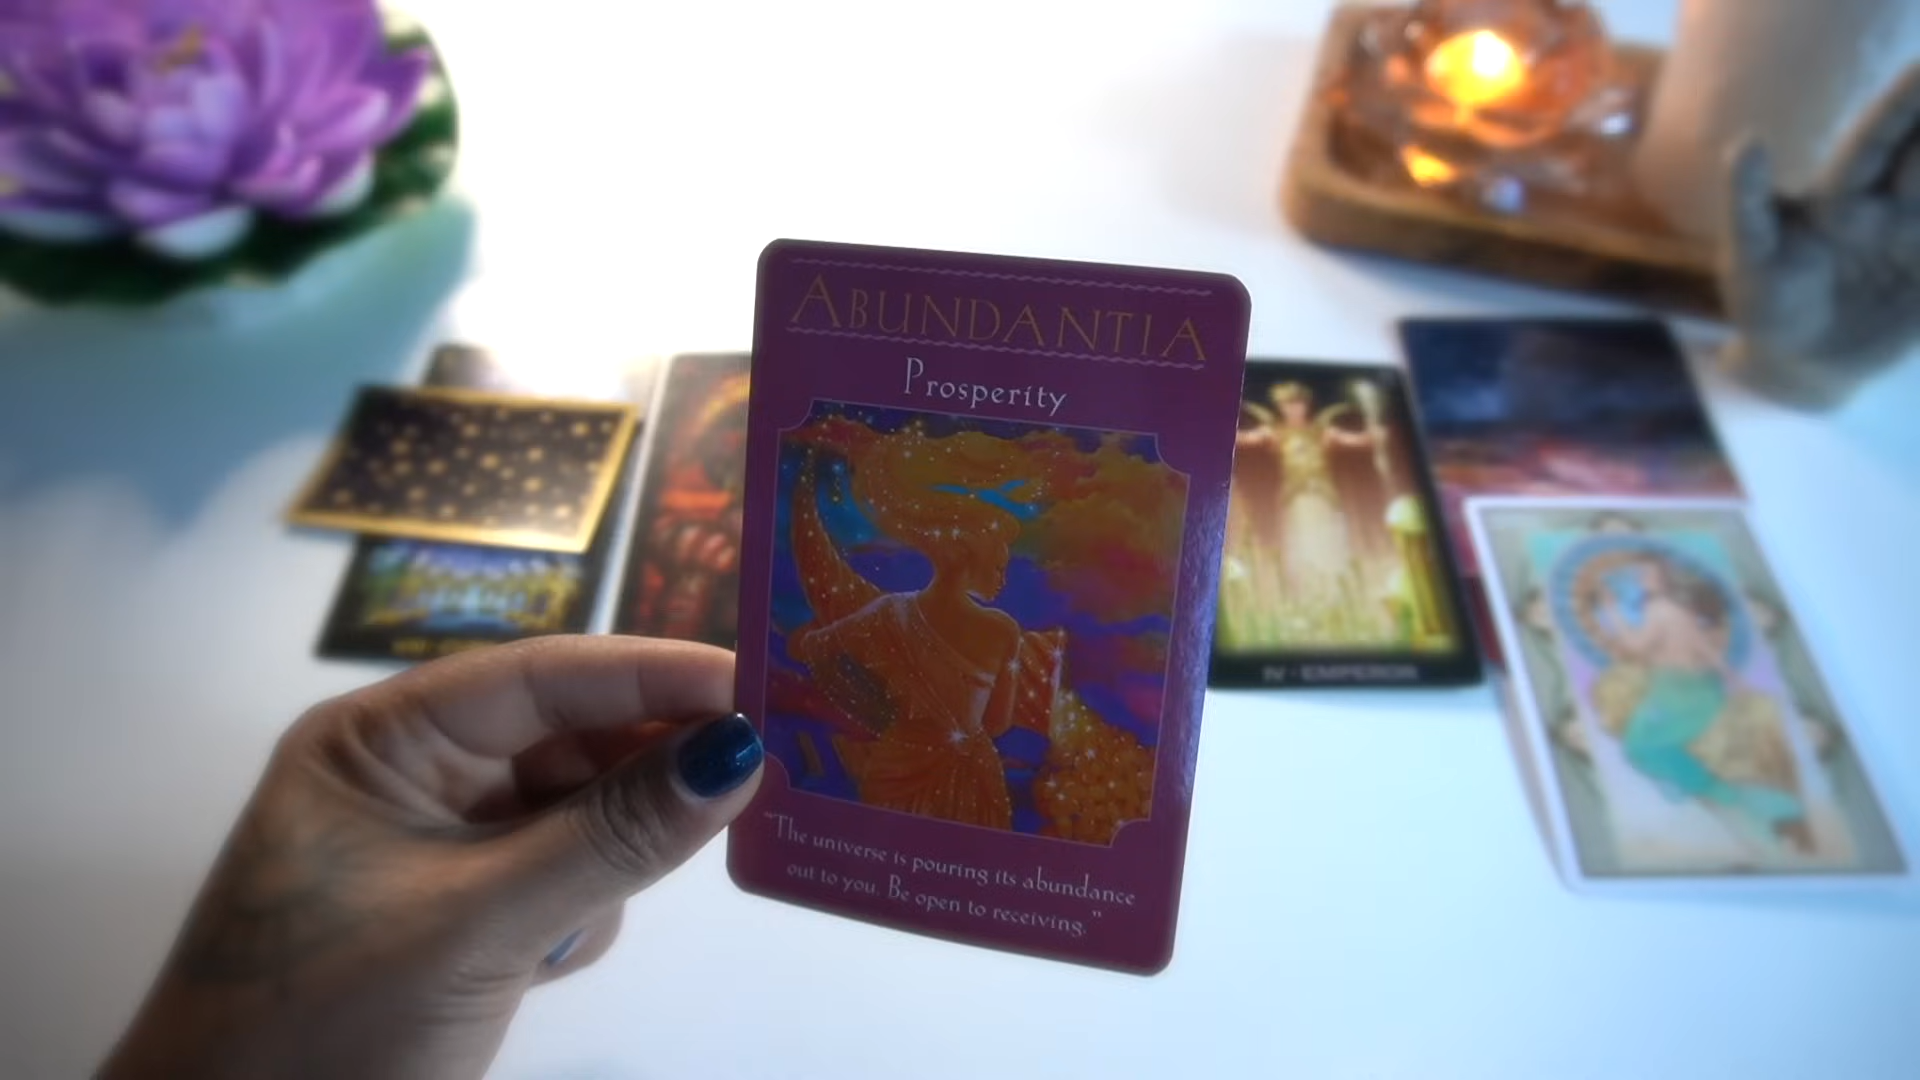 ABUNDANTIA
Prosperity
"The universe is pouring its abundance
out to you. Be open to receiving."
IV · EMPEROR